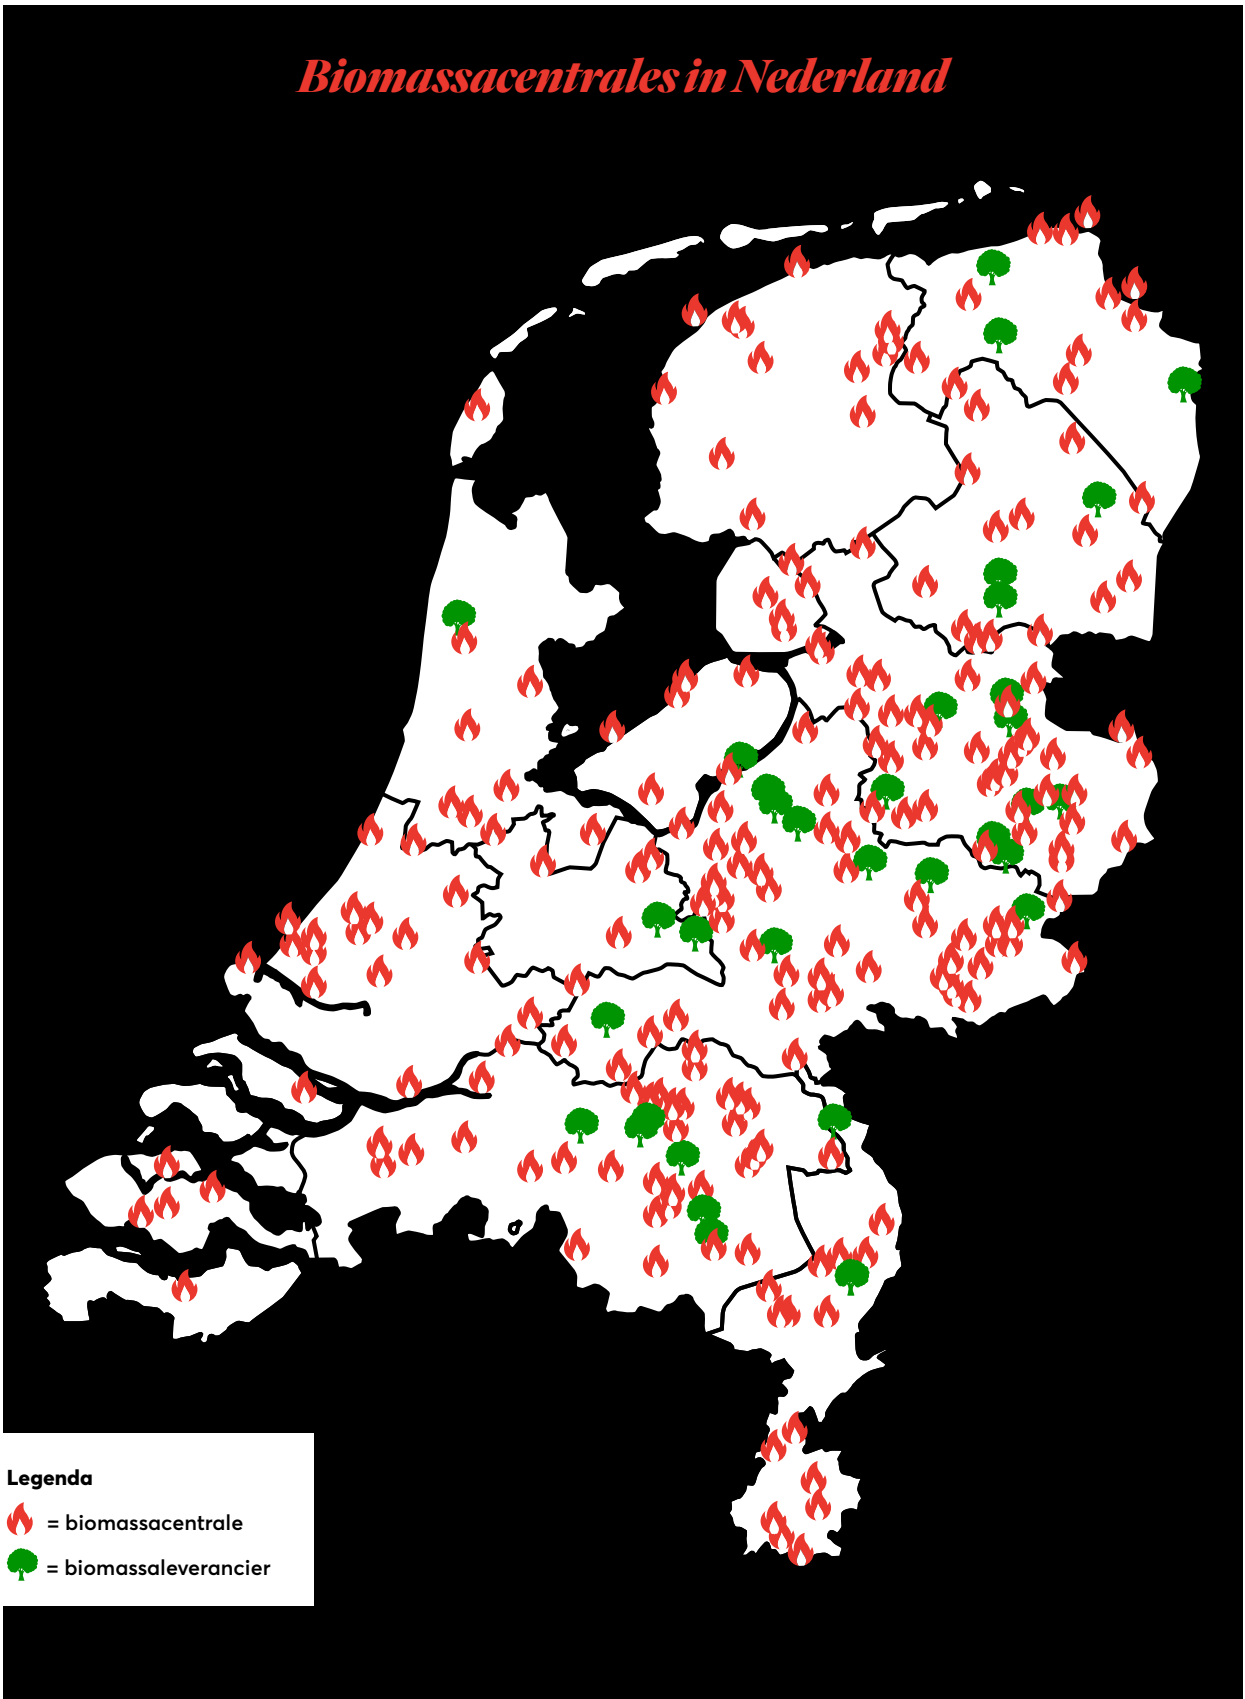 Biomassacentrales in Nederland
Legenda
= biomassacentrale
= biomassaleverancier